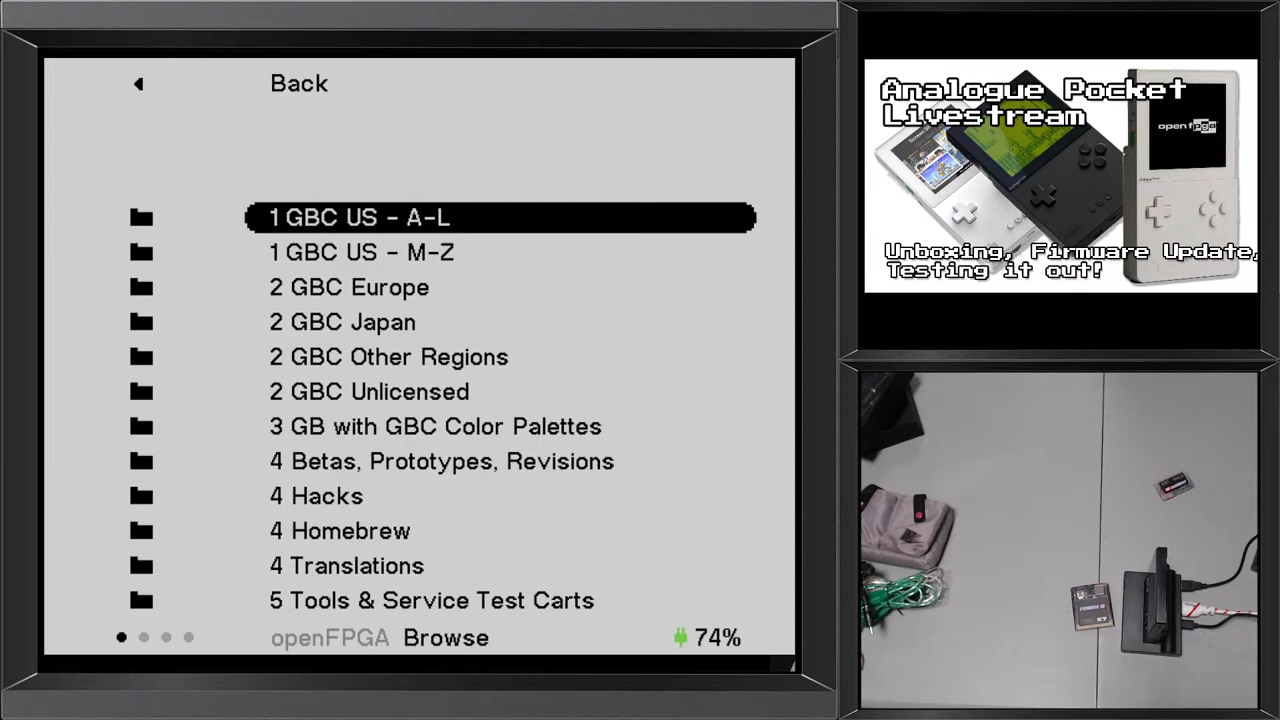 Back
1 GBC US - A-L
1 GBC US - M-Z
2 GBC Europe
2 GBC Japan
2 GBC Other Regions
2 GBC Unlicensed
3 GB with GBC Color Palettes
4 Betas, Prototypes, Revisions
4 Hacks
4 Homebrew
4 Translations
5 Tools & Service Test Carts
openFPGA Browse 74%
Analogue Pocket
Livestream
openfpga
Unboxing, Firmware Update,
Testing it out!